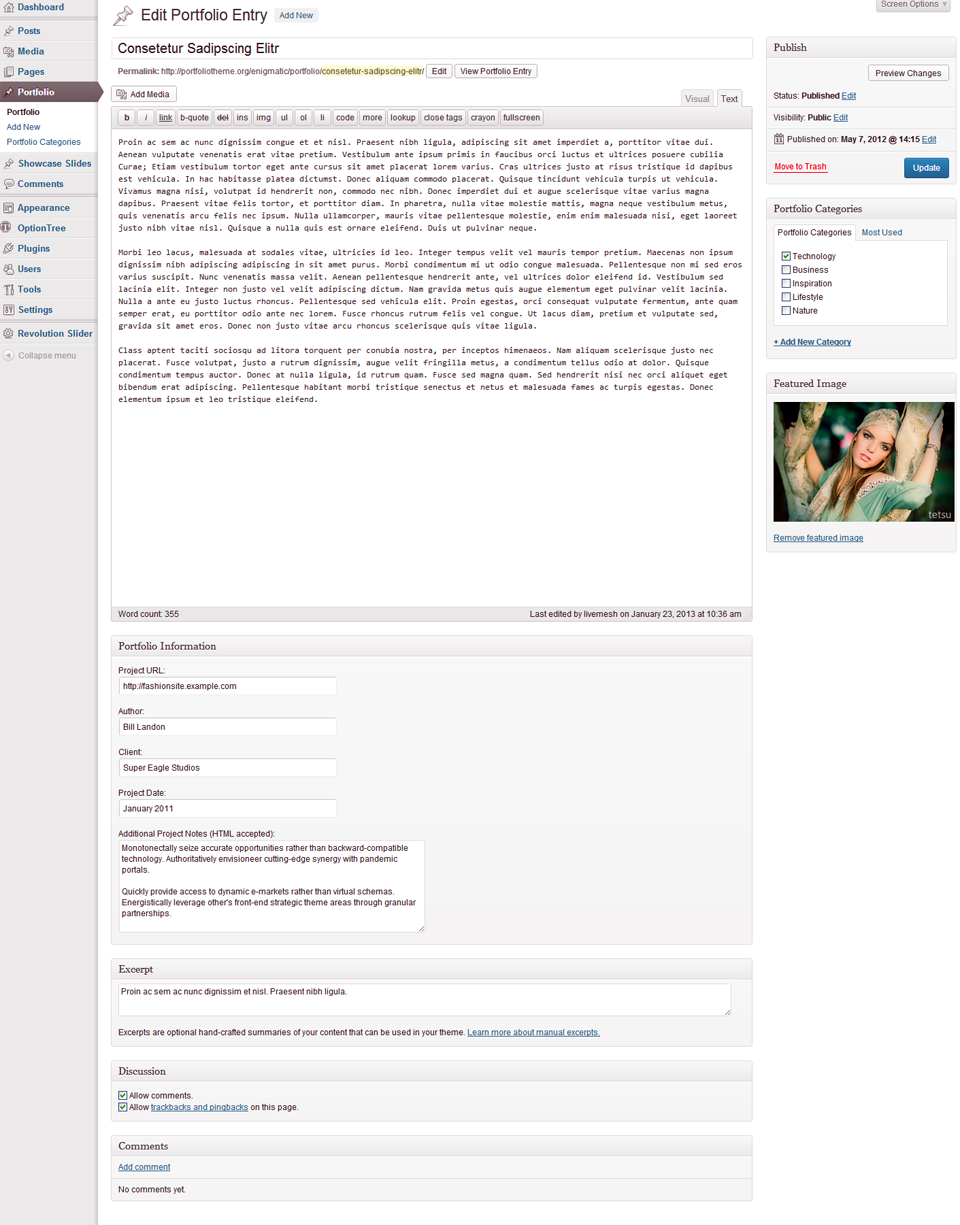 Dashboard
Posts
Media
Pages
Portfolio
Portfolio
Add New
Portfolio Categories
Showcase Slides
Comments
Appearance
OptionTree
Plugins
Users
Tools
Settings
Revolution Slider
Collapse menu
Screen Options
Edit Portfolio Entry Add New
Consetetur Sadipscing Elitr
Permalink: http://portfoliotheme.org/enigmatic/portfolio/consetetur-sadipscing-elitr/ Edit View Portfolio Entry
Add Media
Visual Text
b i link b-quote del ins img ul ol li code more lookup close tags crayon fullscreen
Proin ac sem ac nunc dignissim congue et et nisl. Praesent nibh ligula, adipiscing sit amet imperdiet a, porttitor vitae dui.
Aenean vulputate venenatis erat vitae pretium. Vestibulum ante ipsum primis in faucibus orci luctus et ultrices posuere cubilia
Curae; Etiam vestibulum tortor eget ante cursus sit amet placerat lorem varius. Cras ultrices justo at risus tristique id dapibus
est vehicula. In hac habitasse platea dictumst. Donec aliquam commodo placerat. Quisque tincidunt vehicula turpis ut vehicula.
Vivamus magna nisi, volutpat id hendrerit non, commodo nec nibh. Donec imperdiet dui et augue scelerisque vitae varius magna
dapibus. Praesent vitae felis tortor, et porttitor diam. In pharetra, nulla vitae molestie mattis, magna neque vestibulum metus,
quis venenatis arcu felis nec ipsum. Nulla ullamcorper, mauris vitae pellentesque molestie, enim enim malesuada nisi, eget laoreet
justo nibh vitae nisl. Quisque a nulla quis est ornare eleifend. Duis ut pulvinar neque.
Morbi leo lacus, malesuada at sodales vitae, ultricies id leo. Integer tempus velit vel mauris tempor pretium. Maecenas non ipsum
dignissim nibh adipiscing adipiscing in sit amet purus. Morbi condimentum mi ut odio congue malesuada. Pellentesque non mi sed eros
varius suscipit. Nunc venenatis massa velit. Aenean pellentesque hendrerit ante, vel ultrices dolor eleifend id. Vestibulum sed
lacinia elit. Integer non justo vel velit adipiscing dictum. Nam gravida metus quis augue elementum eget pulvinar velit lacinia.
Nulla a ante eu justo luctus rhoncus. Pellentesque sed vehicula elit. Proin egestas, orci consequat vulputate fermentum, ante quam
semper erat, eu porttitor odio ante nec lorem. Fusce rhoncus rutrum felis vel congue. Ut lacus diam, pretium et vulputate sed,
gravida sit amet eros. Donec non justo vitae arcu rhoncus scelerisque quis vitae ligula.
Class aptent taciti sociosqu ad litora torquent per conubia nostra, per inceptos himenaeos. Nam aliquam scelerisque justo nec
placerat. Fusce volutpat, justo a rutrum dignissim, augue velit fringilla metus, a condimentum tellus odio at dolor. Quisque
condimentum tempus auctor. Donec at nulla ligula, id rutrum quam. Fusce sed magna quam. Sed hendrerit nisi nec orci aliquet eget
bibendum erat adipiscing. Pellentesque habitant morbi tristique senectus et netus et malesuada fames ac turpis egestas. Donec
elementum ipsum et leo tristique eleifend.
Word count: 355 Last edited by livemesh on January 23, 2013 at 10:36 am
Portfolio Information
Project URL:
http://fashionsite.example.com
Author:
Bill Landon
Client:
Super Eagle Studios
Project Date:
January 2011
Additional Project Notes (HTML accepted):
Monotonectally seize accurate opportunities rather than backward-compatible
technology. Authoritatively envisioneer cutting-edge synergy with pandemic
portals.
Quickly provide access to dynamic e-markets rather than virtual schemas.
Energistically leverage other's front-end strategic theme areas through granular
partnerships.
Excerpt
Proin ac sem ac nunc dignissim et nisl. Praesent nibh ligula.
Excerpts are optional hand-crafted summaries of your content that can be used in your theme. Learn more about manual excerpts.
Discussion
Allow comments.
Allow trackbacks and pingbacks on this page.
Comments
Add comment
No comments yet.
Publish
Preview Changes
Status: Published Edit
Visibility: Public Edit
Published on: May 7, 2012 @ 14:15 Edit
Move to Trash Update
Portfolio Categories
Portfolio Categories Most Used
Technology
Business
Inspiration
Lifestyle
Nature
+ Add New Category
Featured Image
tetsu
Remove featured image